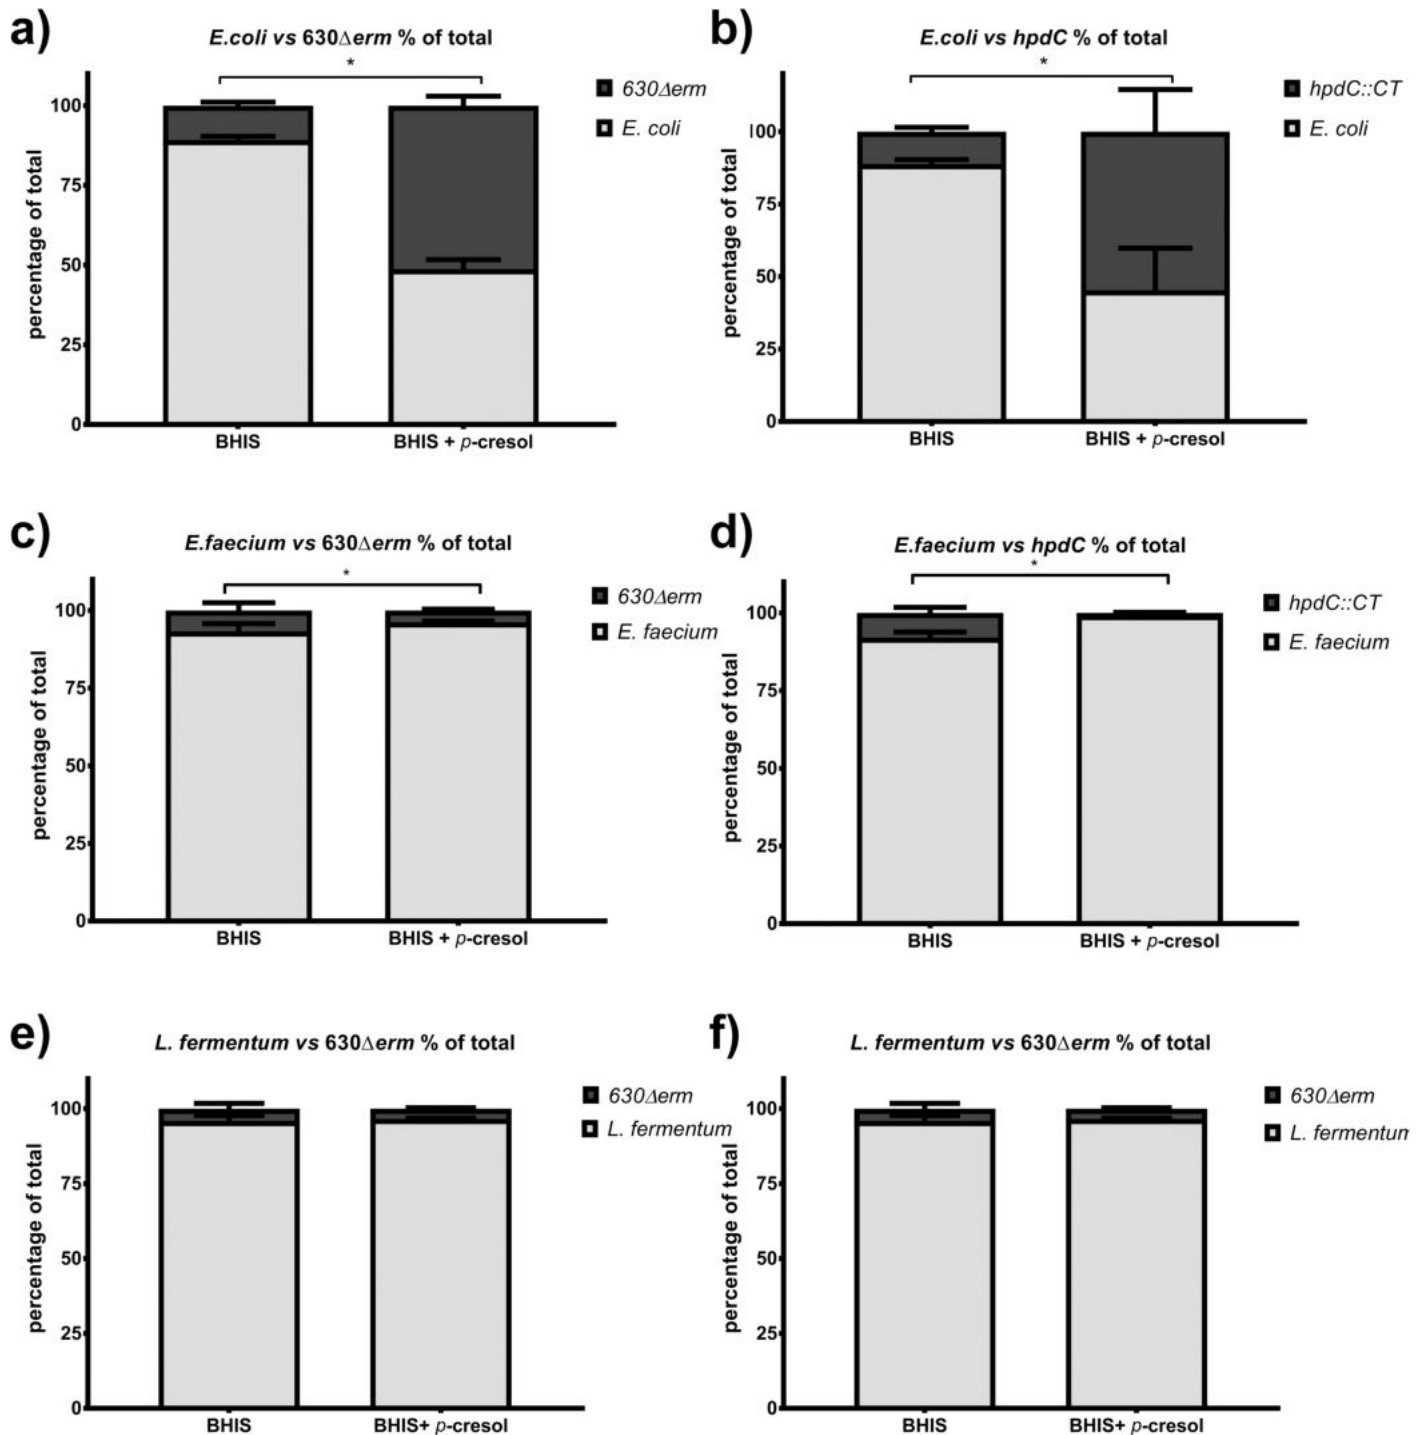 a)
E.coli vs 630Δerm % of total
*
630Δerm
E. coli
percentage of total
100
75
50
25
0
BHIS
BHIS + p-cresol
b)
E.coli vs hpdC % of total
*
hpdC::CT
E. coli
percentage of total
100
75
50
25
0
BHIS
BHIS + p-cresol
c)
E.faecium vs 630Δerm % of total
*
630Δerm
E. faecium
percentage of total
100
75
50
25
0
BHIS
BHIS + p-cresol
d)
E.faecium vs hpdC % of total
*
hpdC::CT
E. faecium
percentage of total
100
75
50
25
0
BHIS
BHIS + p-cresol
e)
L. fermentum vs 630Δerm % of total
630Δerm
L. fermentum
percentage of total
100
75
50
25
0
BHIS
BHIS+ p-cresol
f)
L. fermentum vs 630Δerm % of total
630Δerm
L. fermentum
percentage of total
100
75
50
25
0
BHIS
BHIS+ p-cresol